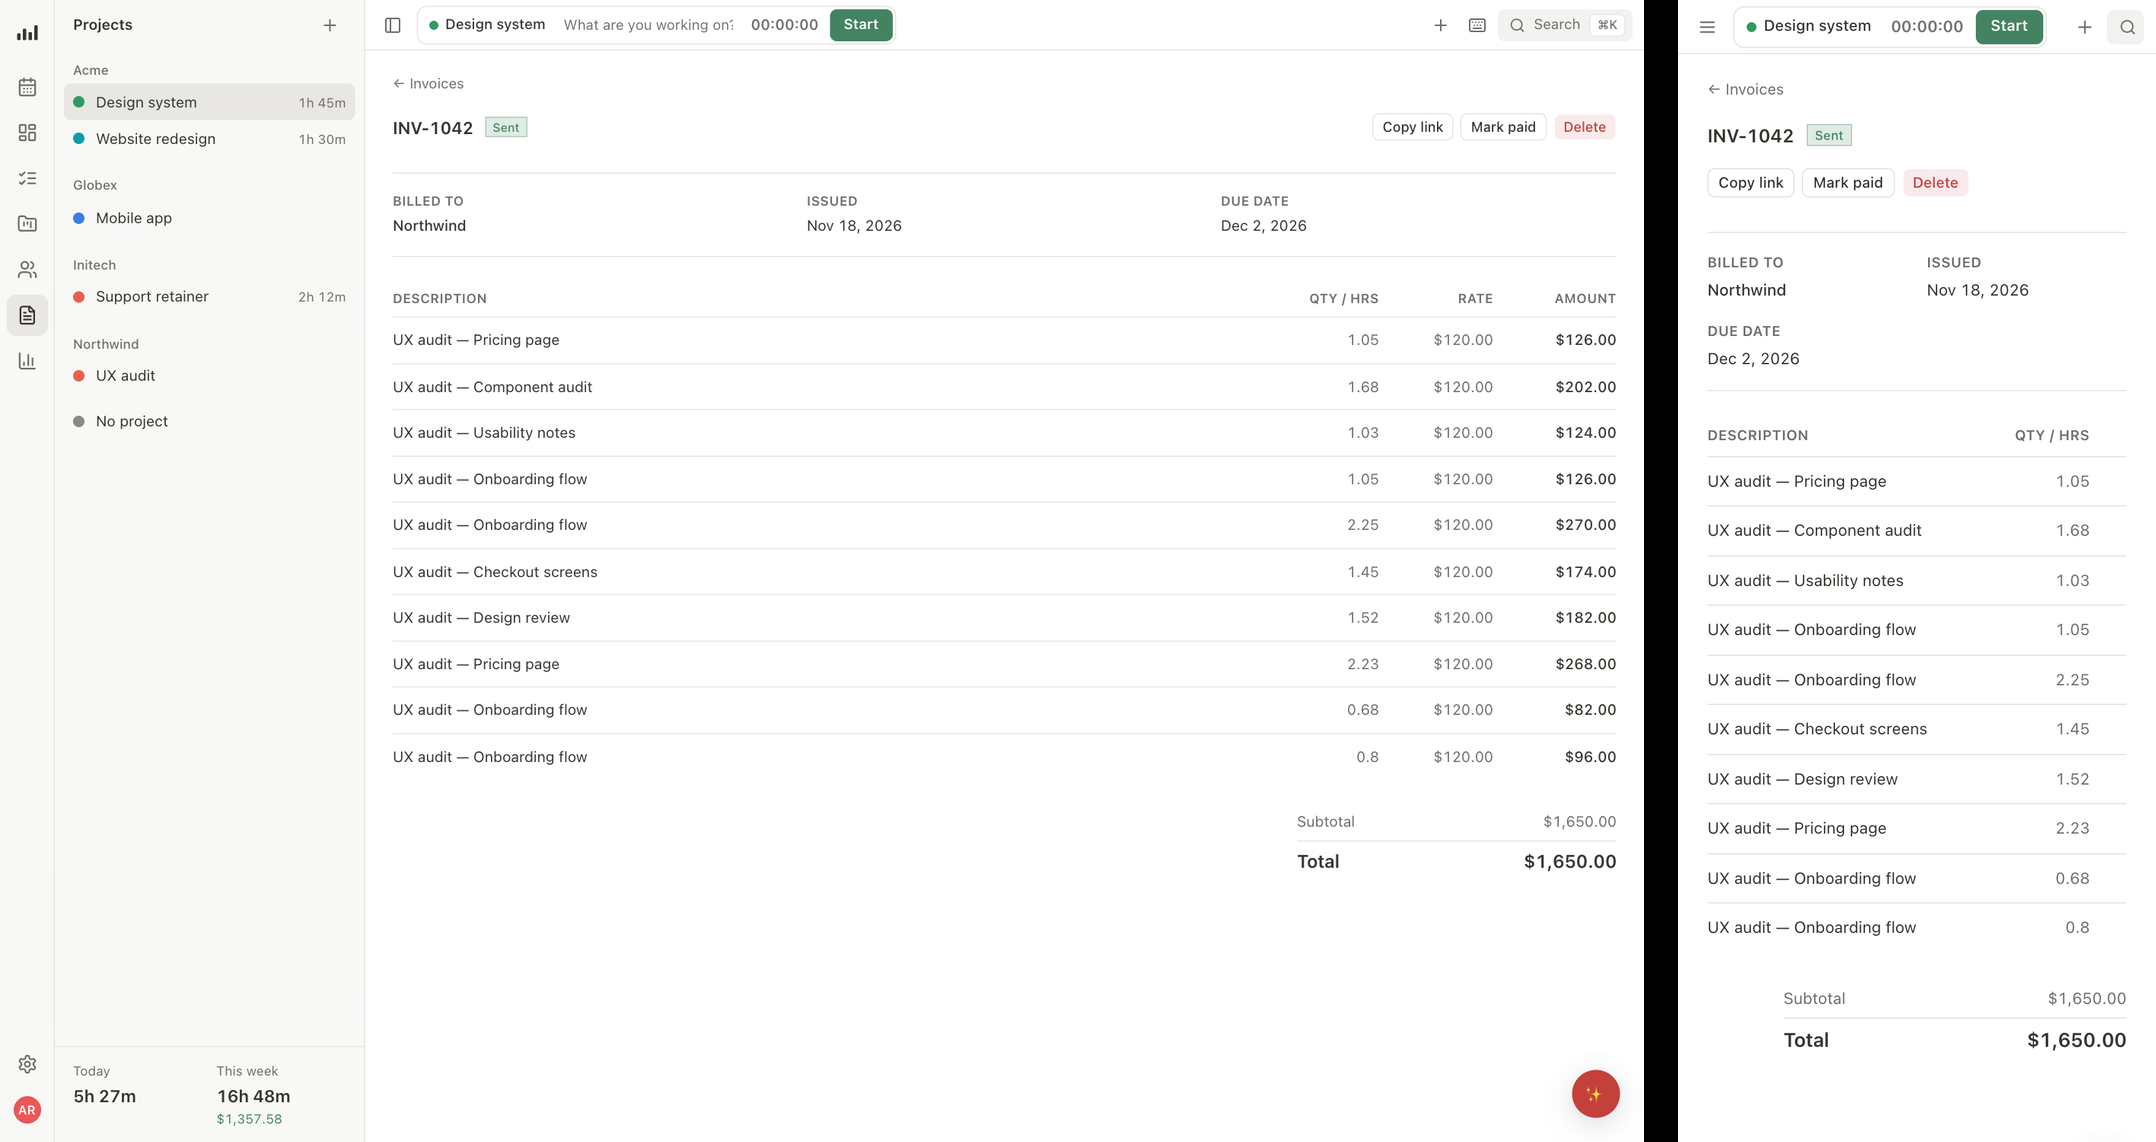 Projects
Acme
Design system 1h 45m
Website redesign 1h 30m
Globex
Mobile app
Initech
Support retainer 2h 12m
Northwind
UX audit
No project
Today
5h 27m
This week
16h 48m
$1,357.58
AR
Design system What are you working on? 00:00:00 Start
Search ⌘K
← Invoices
INV-1042 Sent
Copy link Mark paid Delete
BILLED TO ISSUED DUE DATE
Northwind Nov 18, 2026 Dec 2, 2026
DESCRIPTION QTY / HRS RATE AMOUNT
UX audit — Pricing page 1.05 $120.00 $126.00
UX audit — Component audit 1.68 $120.00 $202.00
UX audit — Usability notes 1.03 $120.00 $124.00
UX audit — Onboarding flow 1.05 $120.00 $126.00
UX audit — Onboarding flow 2.25 $120.00 $270.00
UX audit — Checkout screens 1.45 $120.00 $174.00
UX audit — Design review 1.52 $120.00 $182.00
UX audit — Pricing page 2.23 $120.00 $268.00
UX audit — Onboarding flow 0.68 $120.00 $82.00
UX audit — Onboarding flow 0.8 $120.00 $96.00
Subtotal $1,650.00
Total $1,650.00
Design system 00:00:00 Start
← Invoices
INV-1042 Sent
Copy link Mark paid Delete
BILLED TO ISSUED
Northwind Nov 18, 2026
DUE DATE
Dec 2, 2026
DESCRIPTION QTY / HRS
UX audit — Pricing page 1.05
UX audit — Component audit 1.68
UX audit — Usability notes 1.03
UX audit — Onboarding flow 1.05
UX audit — Onboarding flow 2.25
UX audit — Checkout screens 1.45
UX audit — Design review 1.52
UX audit — Pricing page 2.23
UX audit — Onboarding flow 0.68
UX audit — Onboarding flow 0.8
Subtotal $1,650.00
Total $1,650.00